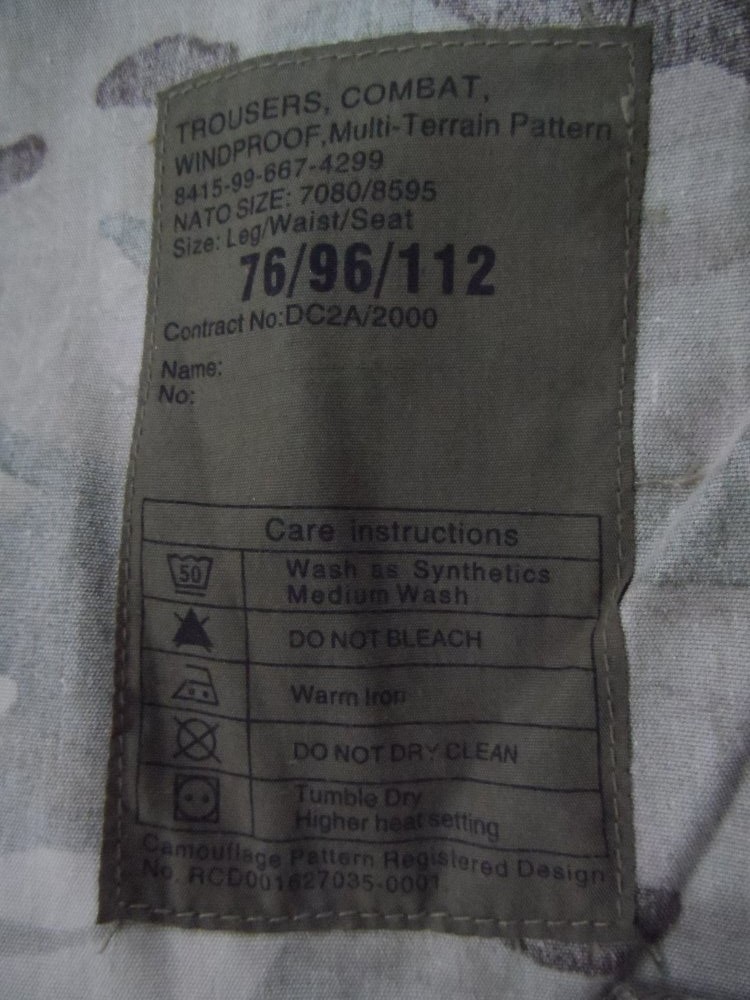 TROUSERS, COMBAT,
WINDPROOF,Multi-Terrain Pattern
8415-99-667-4299
NATO SIZE: 7080/8595
Size: Leg/Waist/Seat
76/96/112
Contract No:DC2A/2000
Name:
No:
Care instructions
50
Wash as Synthetics
Medium Wash
DO NOT BLEACH
Warm Iron
DO NOT DRY CLEAN
Tumble Dry
Higher heat setting
Camouflage Pattern Registered Design
No. RCD001627035-0001